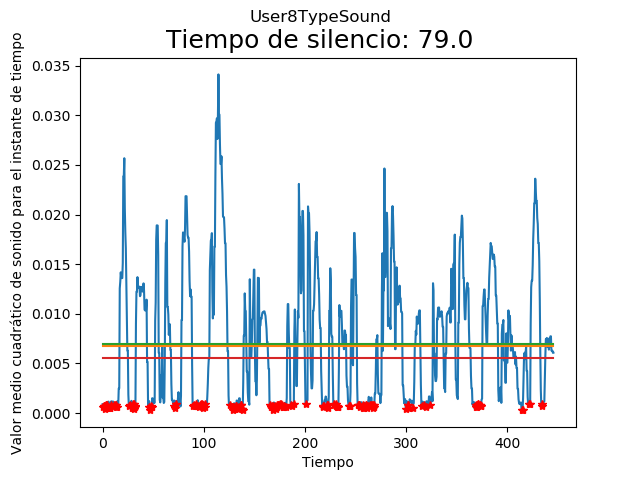 User8TypeSound
Tiempo de silencio: 79.0
Valor medio cuadrático de sonido para el instante de tiempo
0.035
0.030
0.025
0.020
0.015
0.010
0.005
0.000
0 100 200 300 400
Tiempo